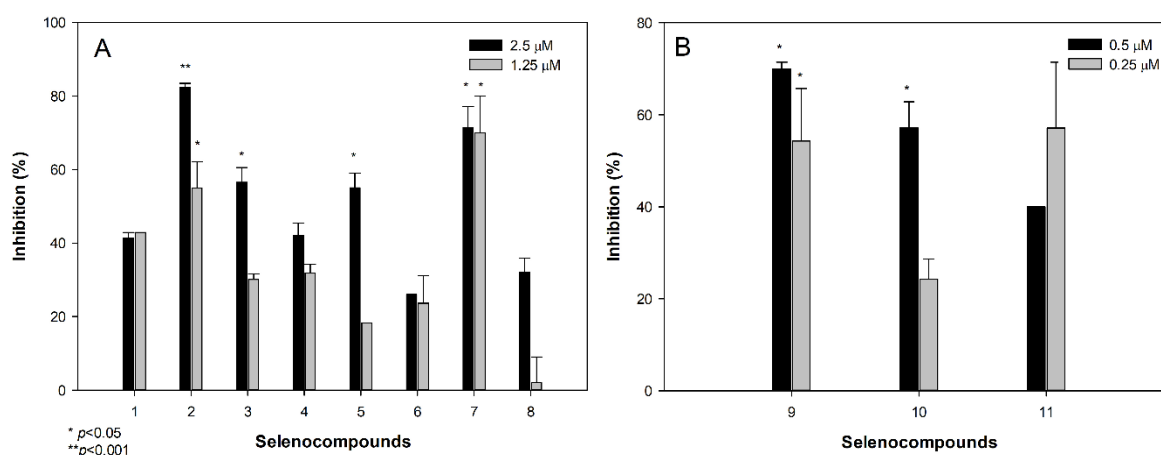 A
2.5 μM
1.25 μM
Inhibition (%)
100
80
60
40
20
0
1 2 3 4 5 6 7 8
** * * * * *
Selenocompounds
* p<0.05
**p<0.001
B
0.5 μM
0.25 μM
Inhibition (%)
80
60
40
20
0
9 10 11
* * *
Selenocompounds